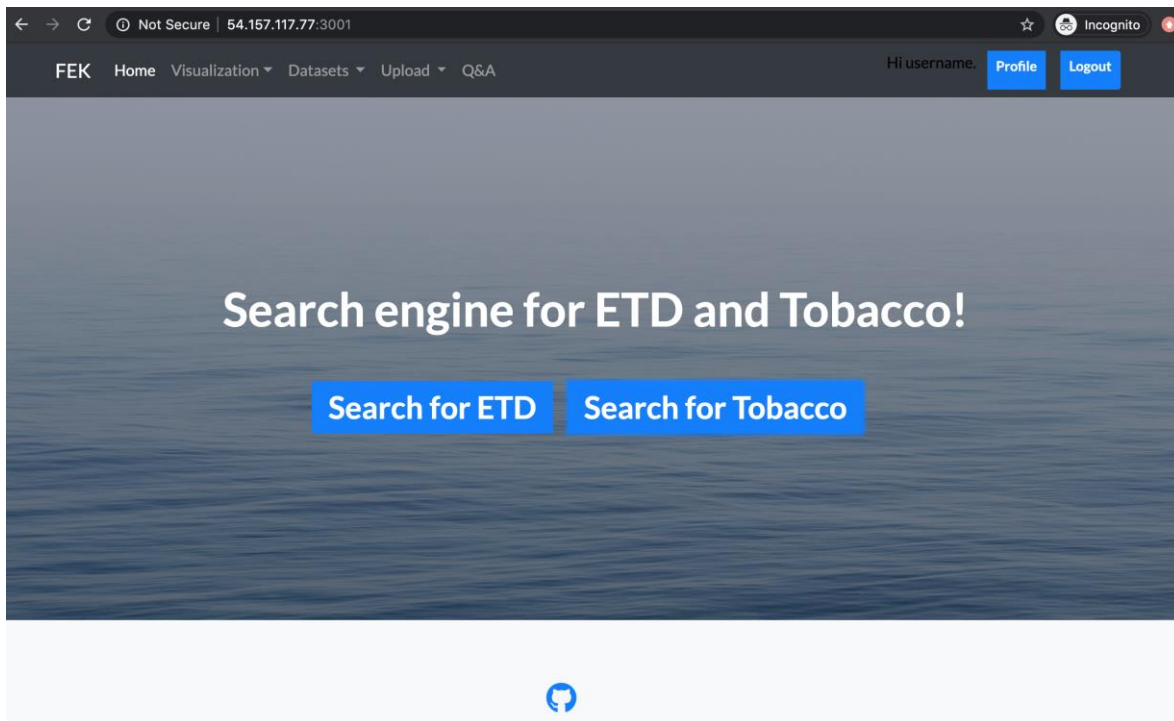 Not Secure | 54.157.117.77:3001 Incognito
FEK Home Visualization Datasets Upload Q&A Hi username. Profile Logout
Search engine for ETD and Tobacco!
Search for ETD Search for Tobacco